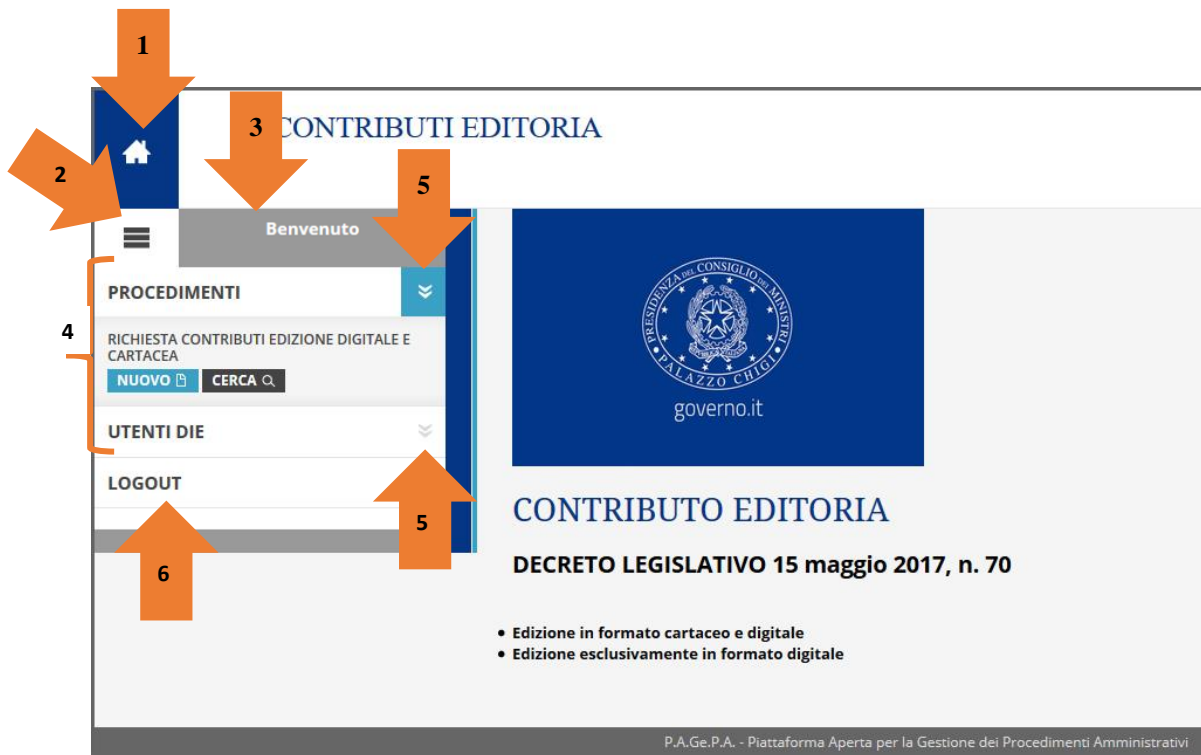 1
3 CONTRIBUTI EDITORIA
2
5
Benvenuto
PROCEDIMENTI
4
RICHIESTA CONTRIBUTI EDIZIONE DIGITALE E
CARTACEA
NUOVO CERCA
UTENTI DIE
LOGOUT
5
6
PRESIDENZA DEL CONSIGLIO DEI MINISTRI
PALAZZO CHIGI
governo.it
CONTRIBUTO EDITORIA
DECRETO LEGISLATIVO 15 maggio 2017, n. 70
• Edizione in formato cartaceo e digitale
• Edizione esclusivamente in formato digitale
P.A.Ge.P.A. - Piattaforma Aperta per la Gestione dei Procedimenti Amministrativi